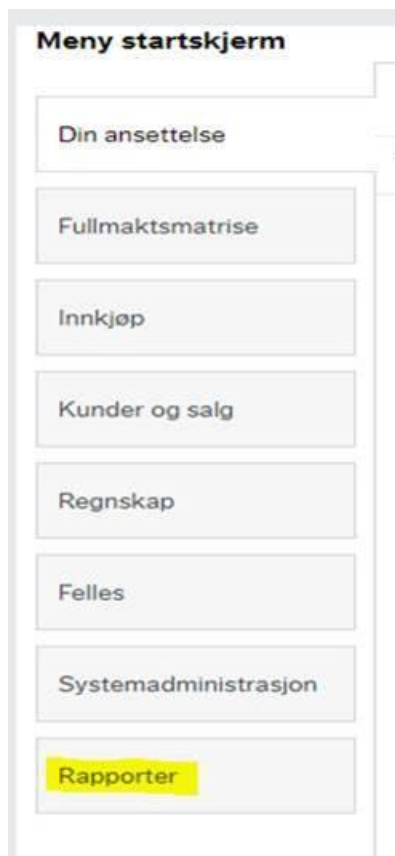 Meny startskjerm
Din ansettelse
Fullmaktsmatrise
Innkjøp
Kunder og salg
Regnskap
Felles
Systemadministrasjon
Rapporter